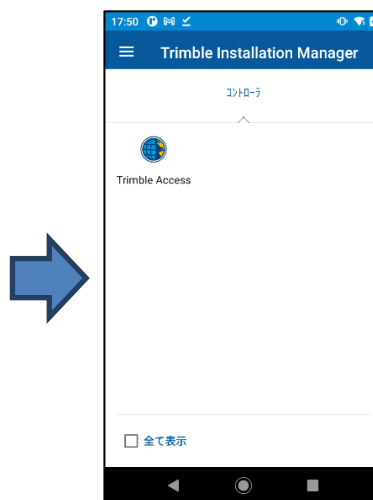 17:50
Trimble Installation Manager
ｺﾝﾄﾛｰﾗ
Trimble Access
全て表示